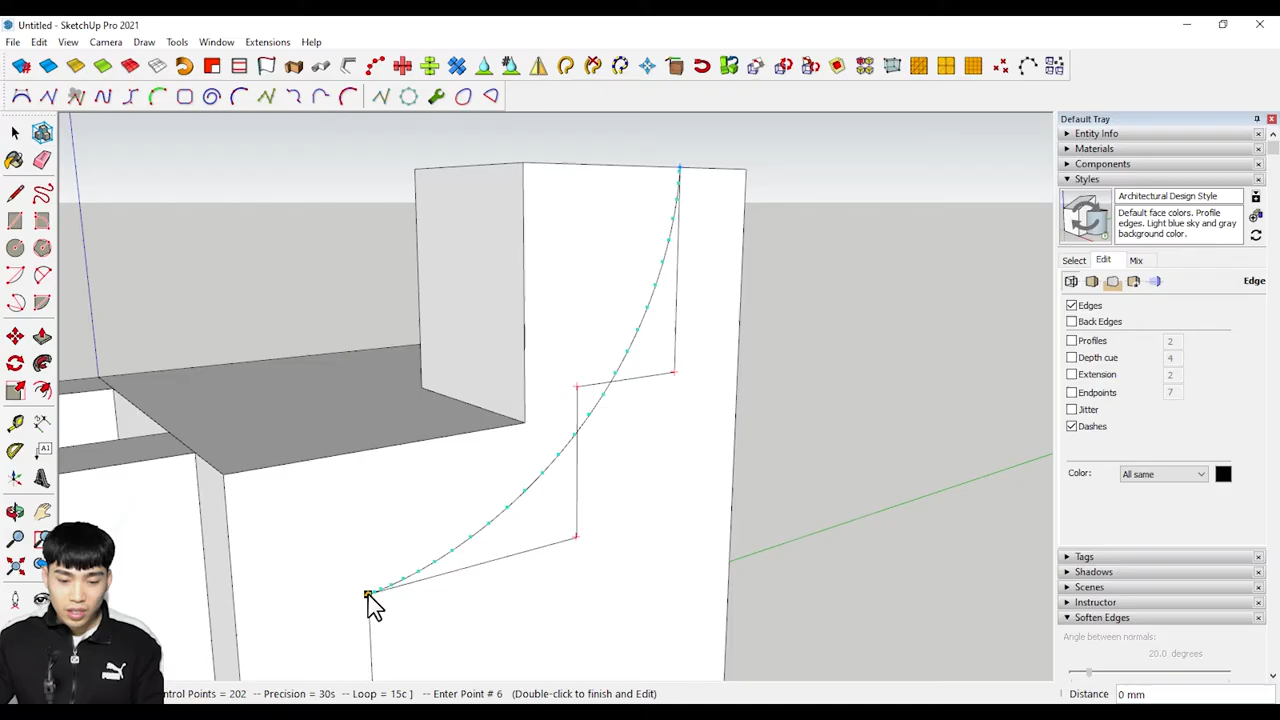 Untitled - SketchUp Pro 2021
File Edit View Camera Draw Tools Window Extensions Help
Default Tray
Entity Info
Materials
Components
Styles
Architectural Design Style
Default face colors. Profile
edges. Light blue sky and gray
background color.
Select Edit Mix
Edge
Edges
Back Edges
Profiles 2
Depth cue 4
Extension 2
Endpoints 7
Jitter
Dashes
Color: All same
Tags
Shadows
Scenes
Instructor
Soften Edges
Angle between normals:
20.0 degrees
A1
PUMA
ontrol Points = 202 -- Precision = 30s -- Loop = 15c ] -- Enter Point # 6 (Double-click to finish and Edit)
Distance 0 mm